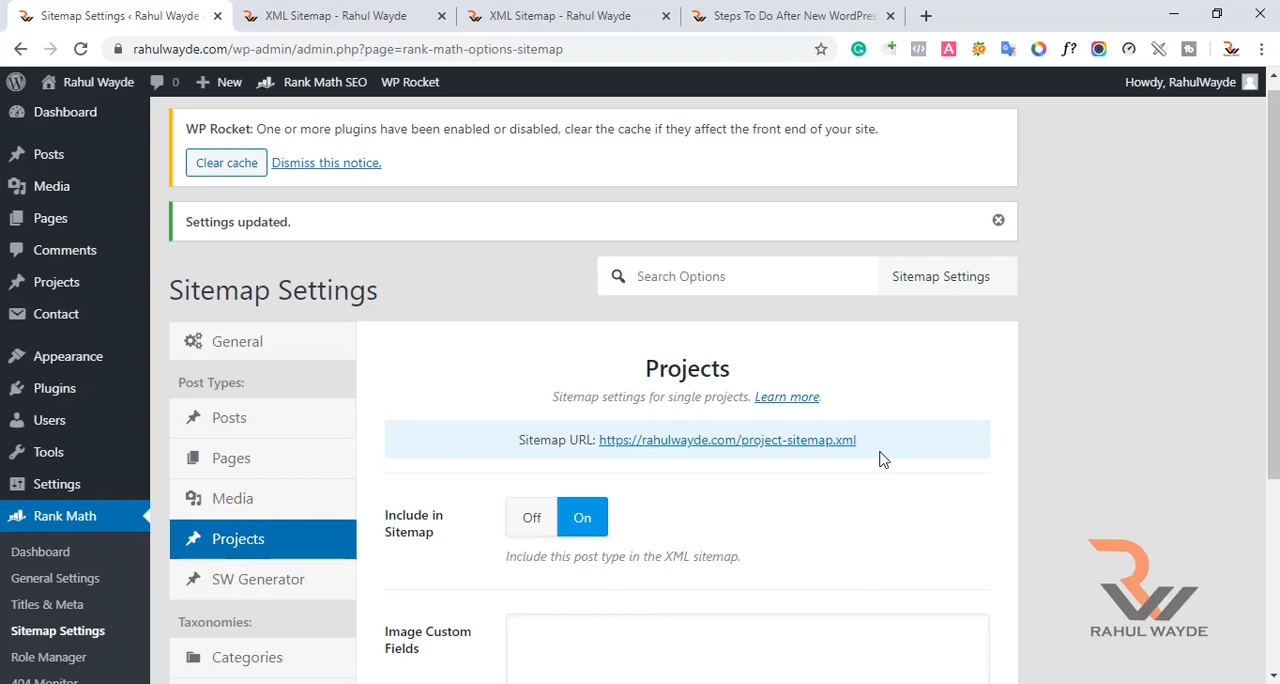 Sitemap Settings ‹ Rahul Wayde -
XML Sitemap - Rahul Wayde
XML Sitemap - Rahul Wayde
Steps To Do After New WordPres
rahulwayde.com/wp-admin/admin.php?page=rank-math-options-sitemap
Rahul Wayde
0
New
Rank Math SEO
WP Rocket
Howdy, RahulWayde
Dashboard
Posts
Media
Pages
Comments
Projects
Contact
Appearance
Plugins
Users
Tools
Settings
Rank Math
Dashboard
General Settings
Titles & Meta
Sitemap Settings
Role Manager
404 Monitor
WP Rocket: One or more plugins have been enabled or disabled, clear the cache if they affect the front end of your site.
Clear cache
Dismiss this notice.
Settings updated.
Sitemap Settings
Search Options
Sitemap Settings
General
Post Types:
Posts
Pages
Media
Projects
SW Generator
Taxonomies:
Categories
Projects
Sitemap settings for single projects. Learn more.
Sitemap URL: https://rahulwayde.com/project-sitemap.xml
Include in
Sitemap
Off
On
Include this post type in the XML sitemap.
Image Custom
Fields
RAHUL WAYDE